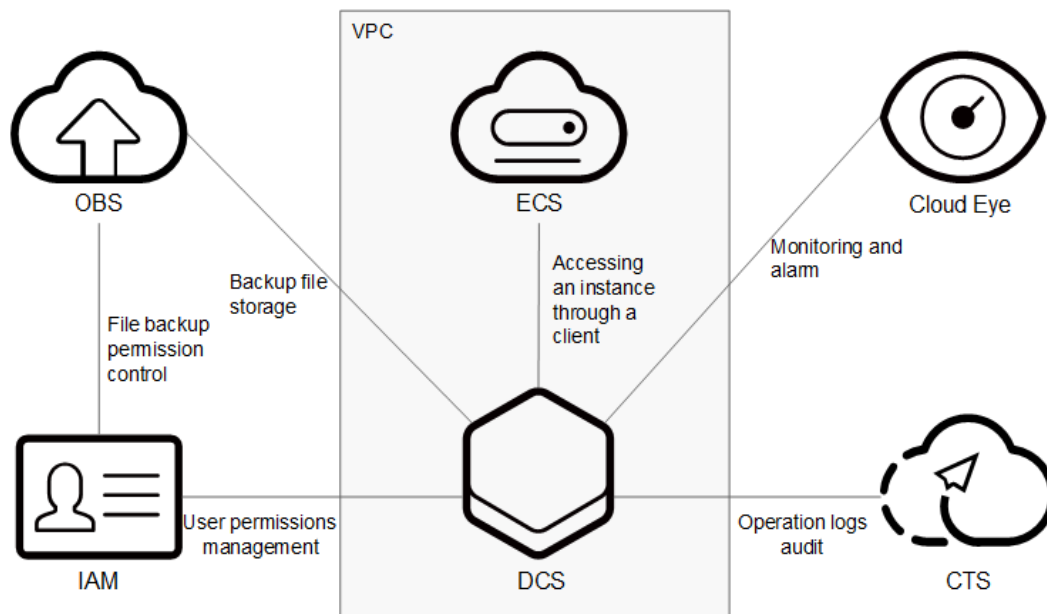 VPC
OBS
ECS
Cloud Eye
Backup file
storage
Accessing
an instance
through a
client
Monitoring and
alarm
File backup
permission
control
User permissions
management
Operation logs
audit
IAM
DCS
CTS